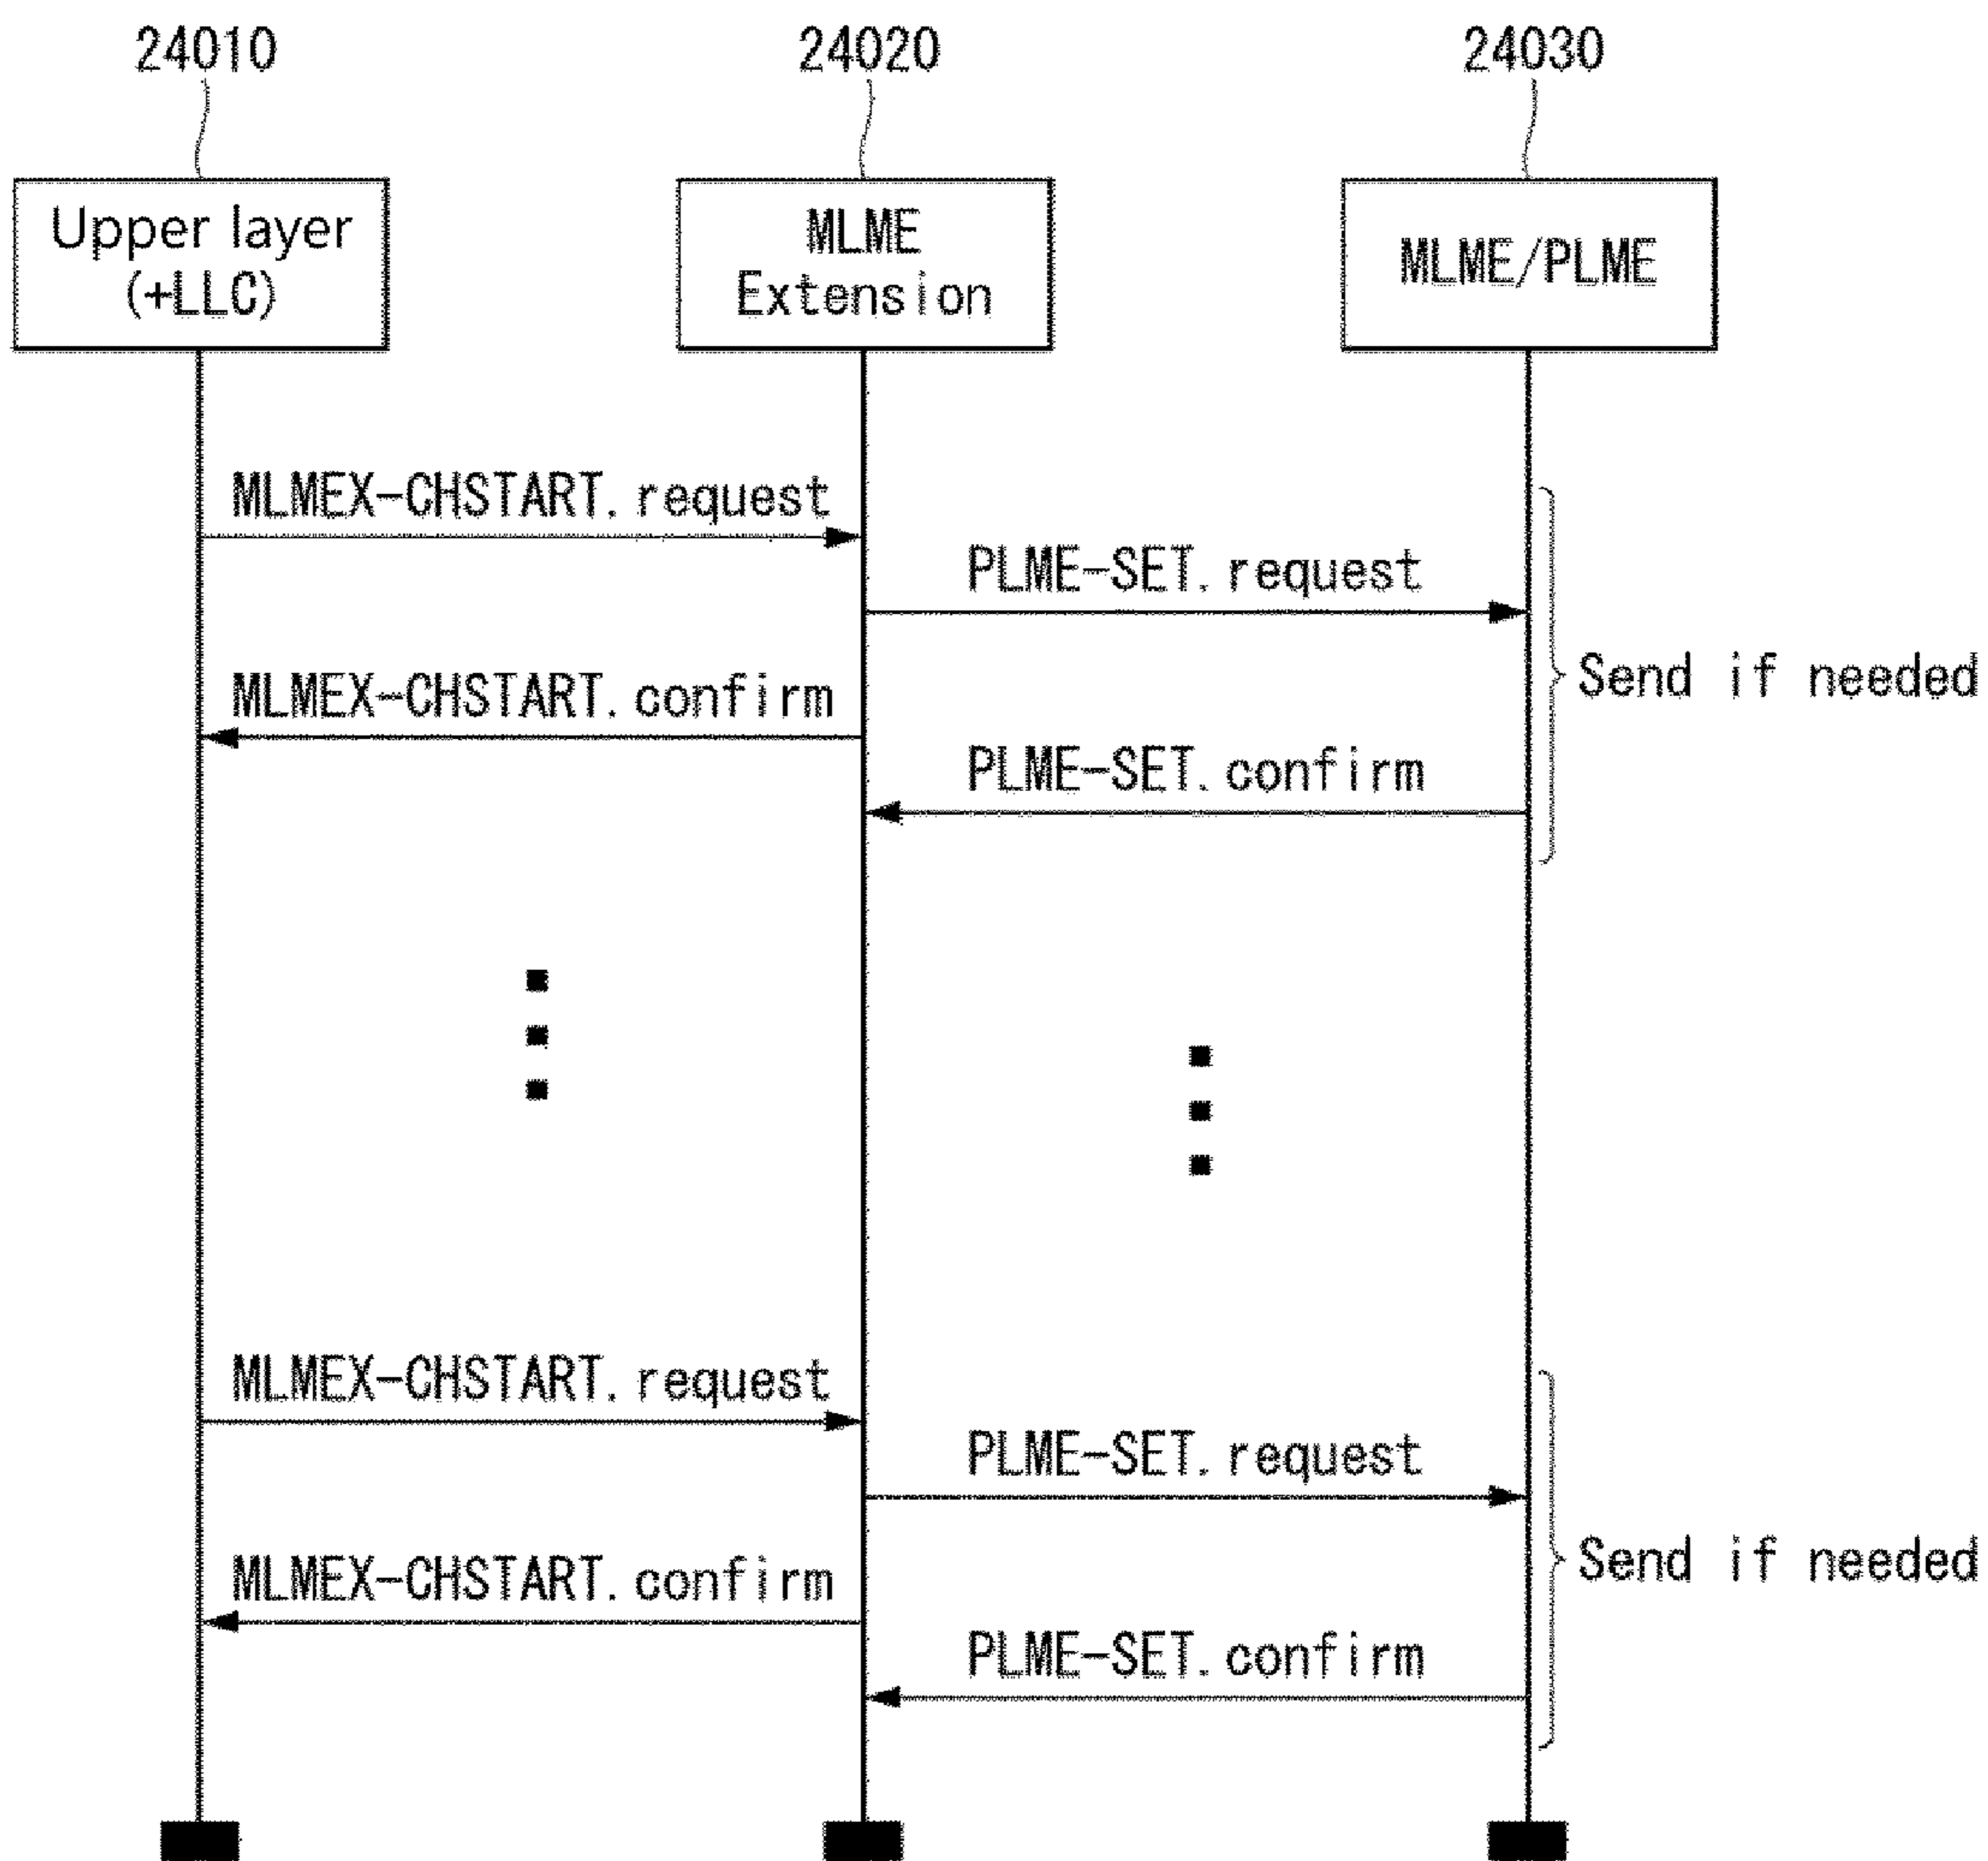 24010
24020
24030
Upper layer
(+LLC)
MLME
Extension
MLME/PLME
MLMEX-CHSTART.request
PLME-SET.request
Send if needed
MLMEX-CHSTART.confirm
PLME-SET.confirm
MLMEX-CHSTART.request
PLME-SET.request
Send if needed
MLMEX-CHSTART.confirm
PLME-SET.confirm